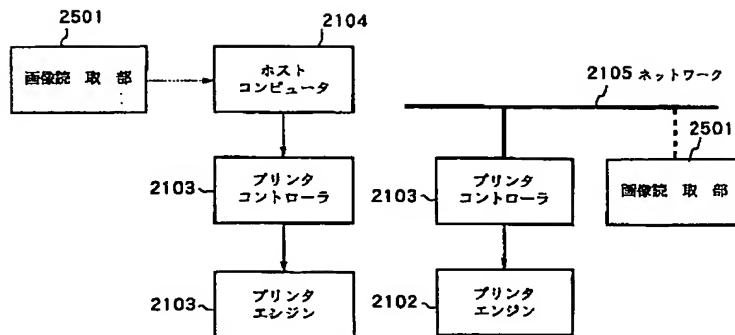 2501
画像読 取 部
2104
ホスト
コンピュータ
2103
プリンタ
コントローラ
2103
プリンタ
エンジン
2105 ネットワーク
2103
プリンタ
コントローラ
2501
画像読 取 部
2102
プリンタ
エンジン